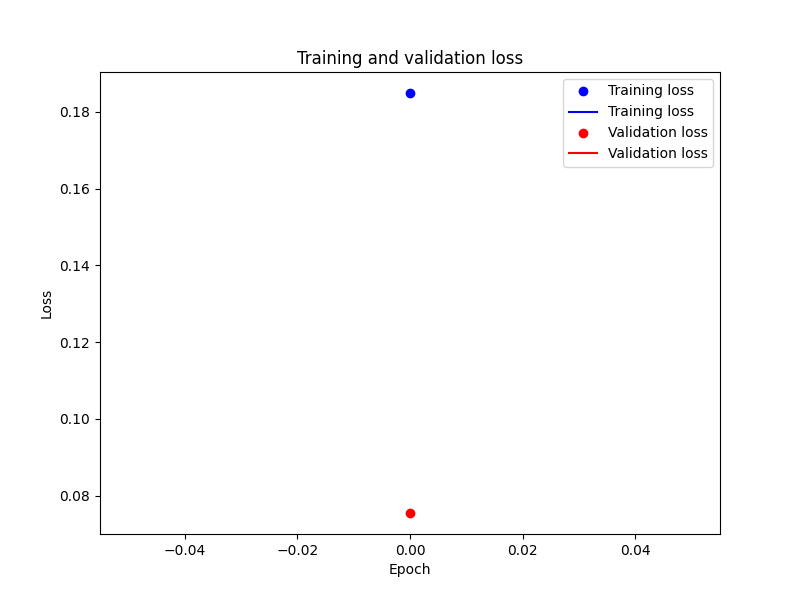 Training and validation loss
Training loss
Training loss
Validation loss
Validation loss
0.18
0.16
0.14
0.12
0.10
0.08
Loss
−0.04
−0.02
0.00
0.02
0.04
Epoch